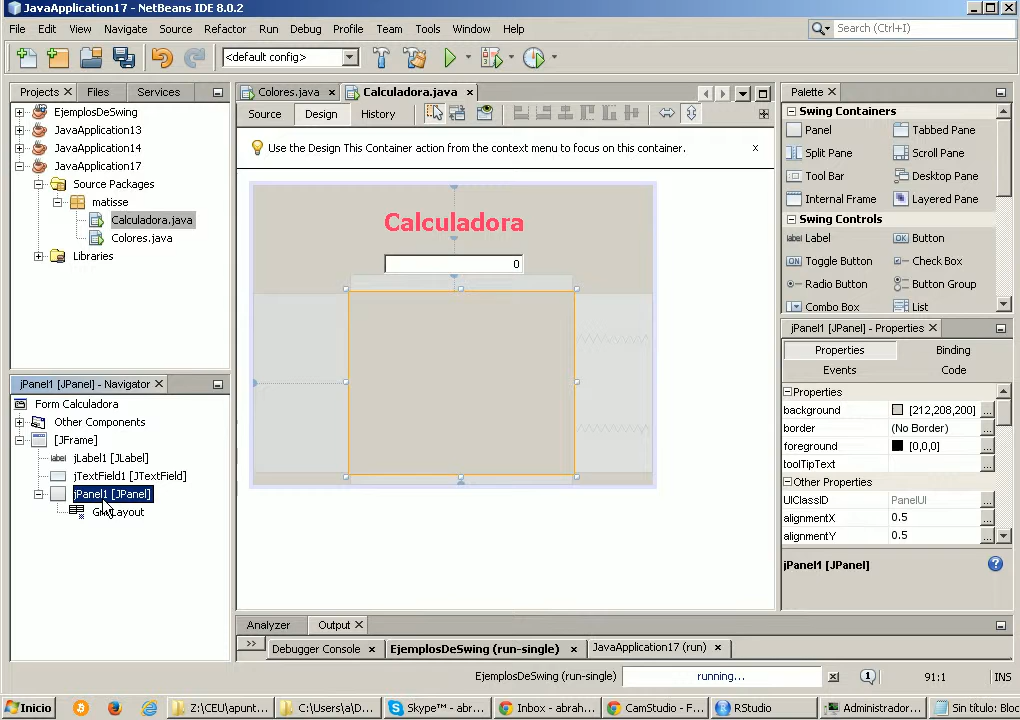 JavaApplication17 - NetBeans IDE 8.0.2
File Edit View Navigate Source Refactor Run Debug Profile Team Tools Window Help
Search (Ctrl+I)
<default config>
Projects Files Services
EjemplosDeSwing
JavaApplication13
JavaApplication14
JavaApplication17
Source Packages
matisse
Calculadora.java
Colores.java
Libraries
jPanel1 [JPanel] - Navigator
Form Calculadora
Other Components
[JFrame]
jLabel1 [JLabel]
jTextField1 [JTextField]
jPanel1 [JPanel]
GridLayout
Colores.java Calculadora.java
Source Design History
Use the Design This Container action from the context menu to focus on this container. x
Calculadora
0
Palette
Swing Containers
Panel Tabbed Pane
Split Pane Scroll Pane
Tool Bar Desktop Pane
Internal Frame Layered Pane
Swing Controls
label Label OK Button
ON Toggle Button Check Box
Radio Button Button Group
Combo Box List
jPanel1 [JPanel] - Properties
Properties Binding
Events Code
Properties
background [212,208,200] ...
border (No Border) ...
foreground [0,0,0] ...
toolTipText ...
Other Properties
UIClassID PanelUI ...
alignmentX 0.5 ...
alignmentY 0.5 ...
jPanel1 [JPanel]
Analyzer Output
>> Debugger Console EjemplosDeSwing (run-single) JavaApplication17 (run)
EjemplosDeSwing (run-single) running... 1 91:1 INS
Inicio Z:\CEU\apunt... C:\Users\a\D... Skype™ - abr... Inbox - abrah... CamStudio - F... RStudio Administrador... Sin título: Bloc